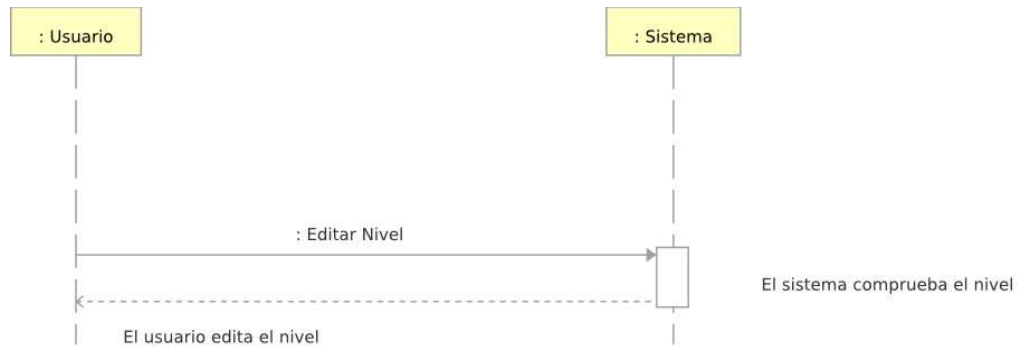 : Usuario
: Sistema
: Editar Nivel
El sistema comprueba el nivel
El usuario edita el nivel